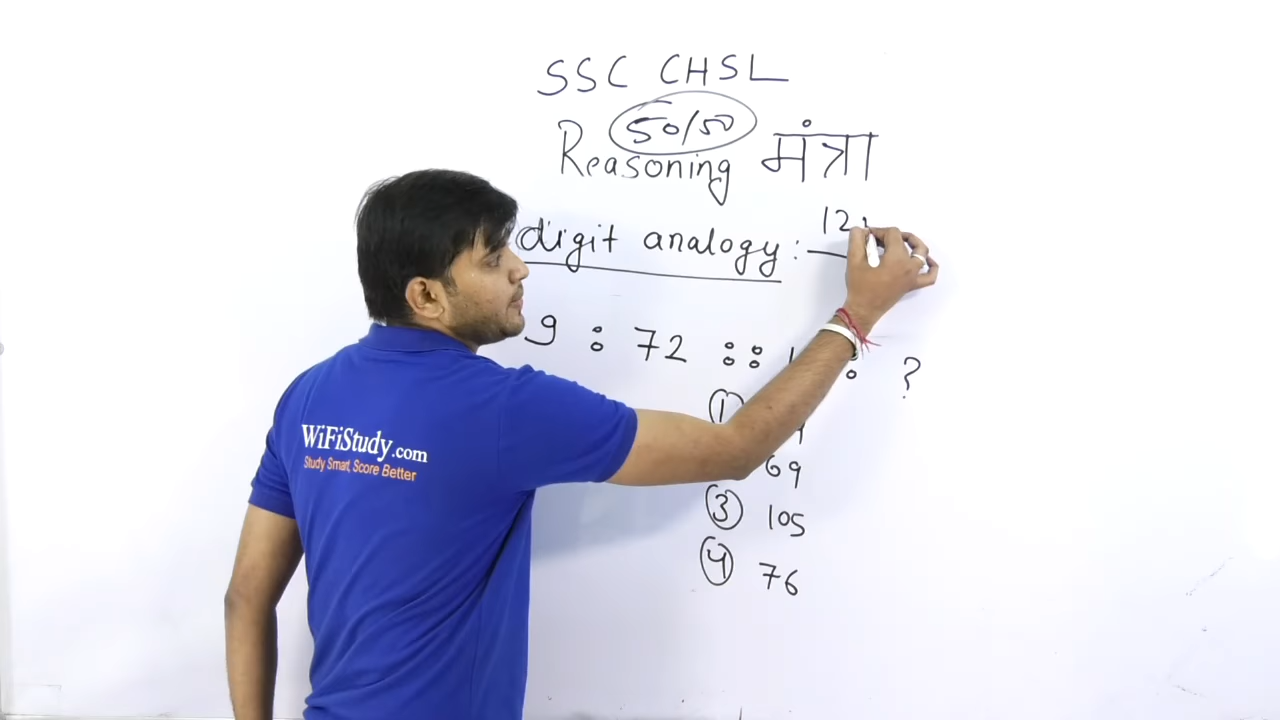 SSC CHSL
50/50
Reasoning मंत्रा
digit analogy : 12
9 : 72 :: : ?
①
69
③ 105
④ 76
WiFiStudy.com
Study Smart, Score Better